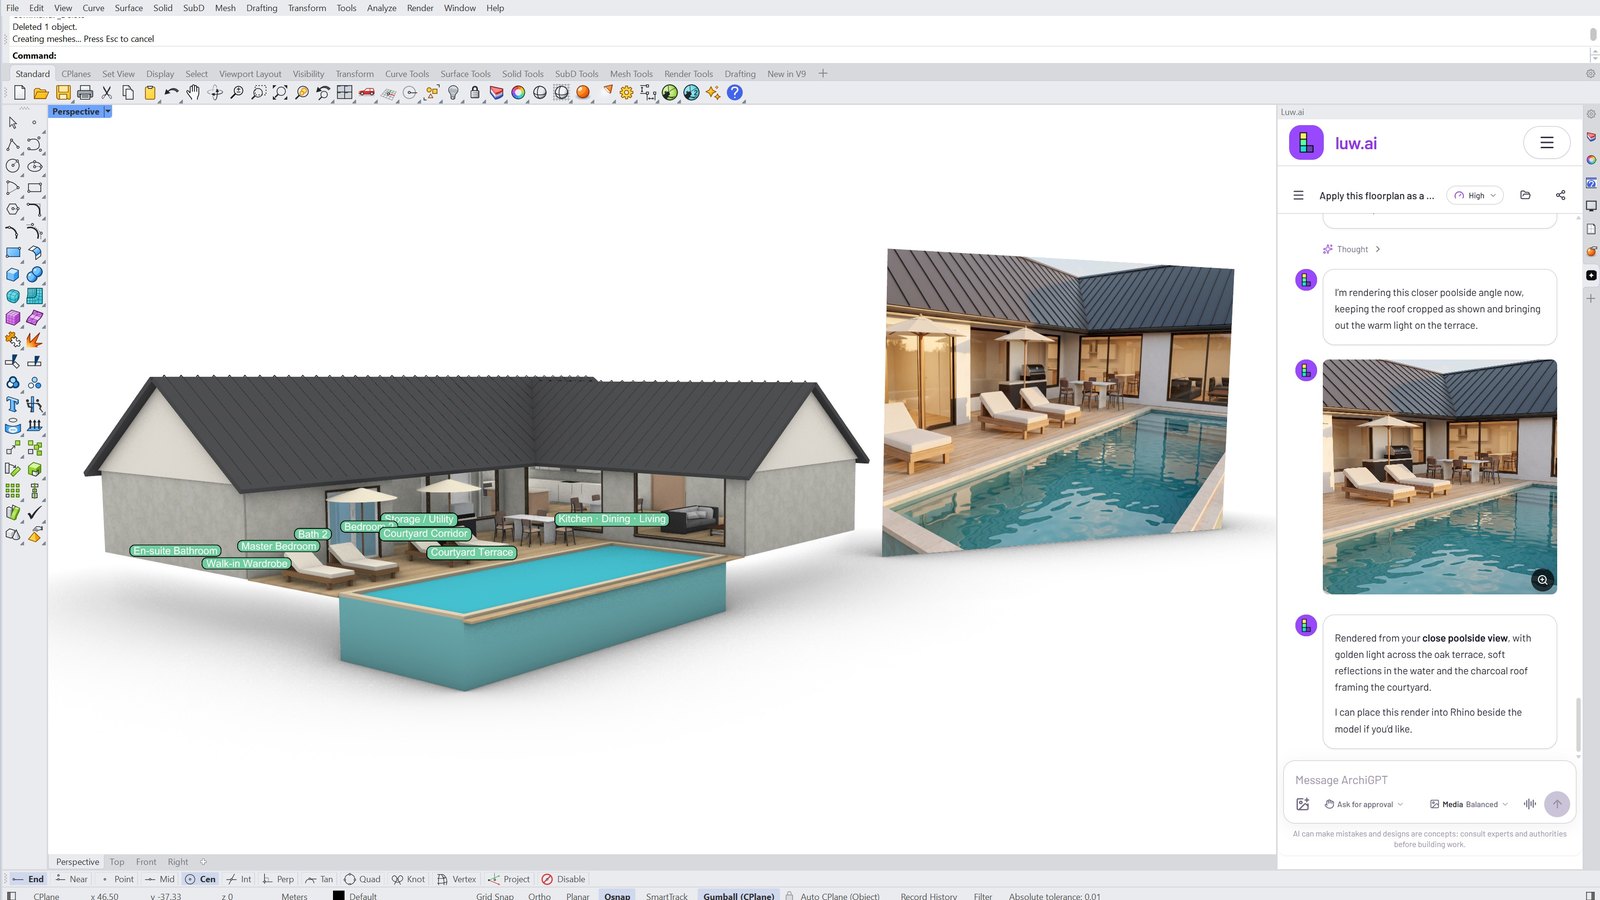 File Edit View Curve Surface Solid SubD Mesh Drafting Transform Tools Analyze Render Window Help
Deleted 1 object.
Creating meshes... Press Esc to cancel
Command:
Standard CPlanes Set View Display Select Viewport Layout Visibility Transform Curve Tools Surface Tools Solid Tools SubD Tools Mesh Tools Render Tools Drafting New in V9
Perspective
Luw.ai
luw.ai
Apply this floorplan as a ... High
Thought
I'm rendering this closer poolside angle now,
keeping the roof cropped as shown and bringing
out the warm light on the terrace.
Storage / Utility
Kitchen · Dining · Living
Bedroom
Bath 2
Courtyard Corridor
Master Bedroom
En-suite Bathroom
Courtyard Terrace
Walk-in Wardrobe
Rendered from your close poolside view, with
golden light across the oak terrace, soft
reflections in the water and the charcoal roof
framing the courtyard.
I can place this render into Rhino beside the
model if you'd like.
Message ArchiGPT
Ask for approval Media Balanced
AI can make mistakes and designs are concepts: consult experts and authorities
before building work.
Perspective Top Front Right
End Near Point Mid Cen Int Perp Tan Quad Knot Vertex Project Disable
CPlane x 46.50 y -37.33 z 0 Meters Default Grid Snap Ortho Planar Osnap SmartTrack Gumball (CPlane) Auto CPlane (Object) Record History Filter Absolute tolerance: 0.01